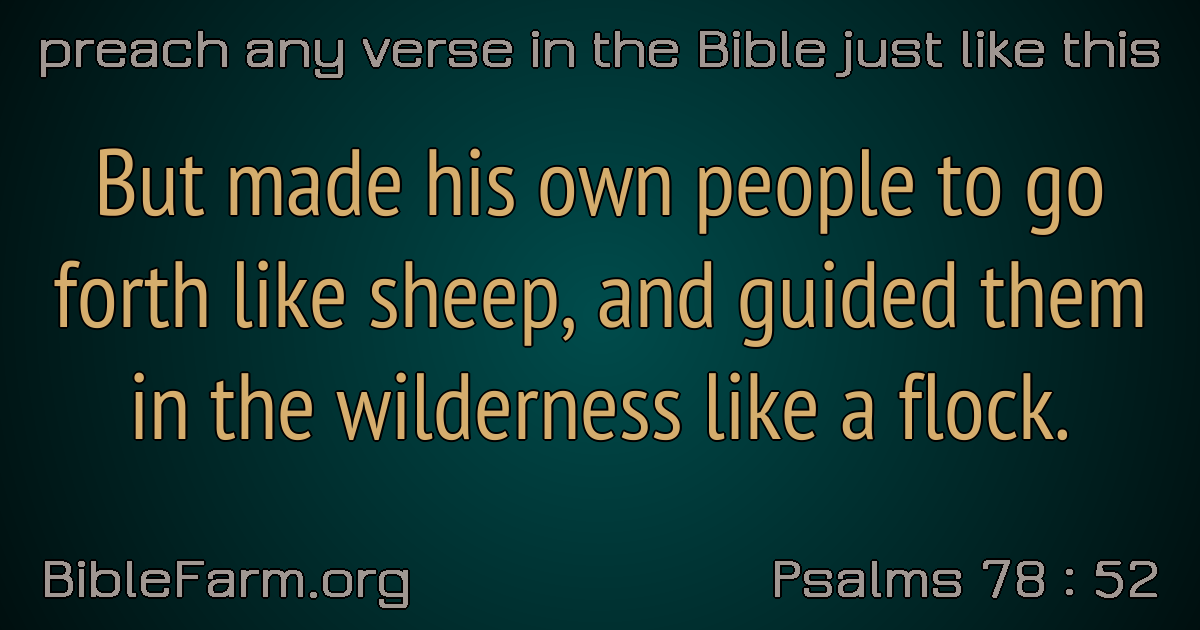 preach any verse in the Bible just like this
But made his own people to go
forth like sheep, and guided them
in the wilderness like a flock.
BibleFarm.org
Psalms 78 : 52